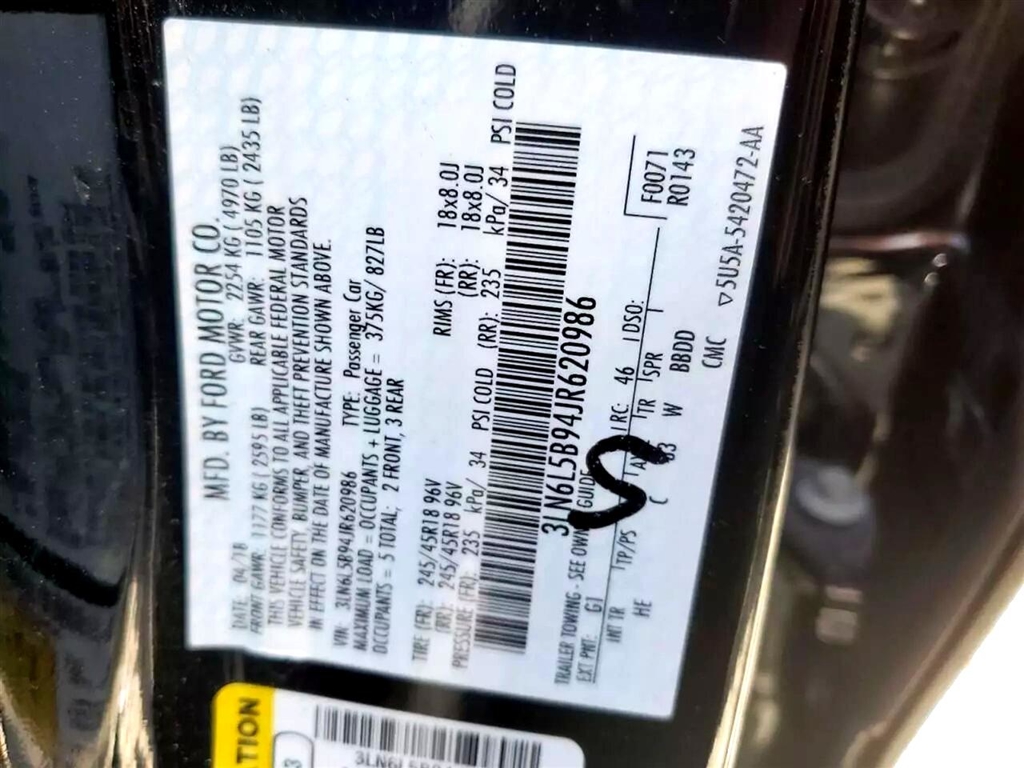 MFD. BY FORD MOTOR CO.
DATE: 04/18 GVWR: 2254 KG ( 4970 LB)
FRONT GAWR: 1177 KG ( 2595 LB) REAR GAWR: 1105 KG ( 2435 LB)
THIS VEHICLE CONFORMS TO ALL APPLICABLE FEDERAL MOTOR
VEHICLE SAFETY, BUMPER, AND THEFT PREVENTION STANDARDS
IN EFFECT ON THE DATE OF MANUFACTURE SHOWN ABOVE.
VIN: 3LN6L5B94JR620986 TYPE: Passenger Car
MAXIMUM LOAD = OCCUPANTS + LUGGAGE = 375KG/ 827LB
OCCUPANTS = 5 TOTAL; 2 FRONT, 3 REAR
TIRE (FR): 245/45R18 96V RIMS (FR): 18x8.0J
(RR): 245/45R18 96V (RR): 18x8.0J
PRESSURE (FR): 235 kPa/ 34 PSI COLD (RR): 235 kPa/ 34 PSI COLD
3LN6L5B94JR620986
TRAILER TOWING - SEE OWNER GUIDE
EXT PNT: G1 RC: 46 DSO:
INT TR TP/PS TR SPR
HE C W BBDD
CMC
F0071
R0143
▽5U5A-5420472-AA
ATION
3